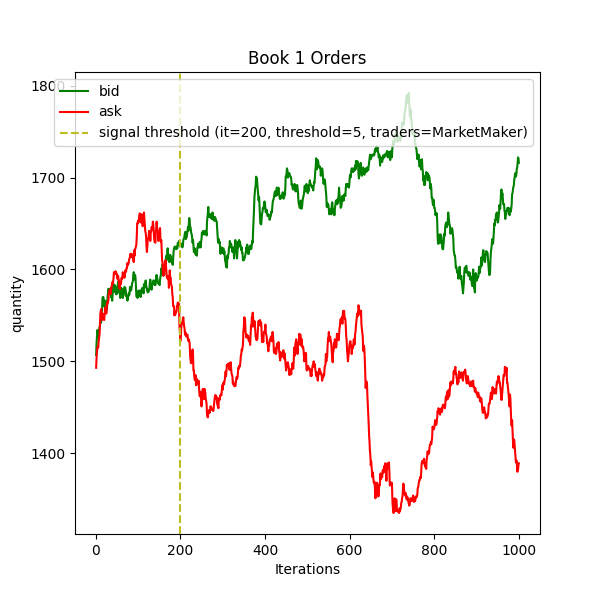 Book 1 Orders
bid
ask
signal threshold (it=200, threshold=5, traders=MarketMaker)
1800
1700
1600
1500
1400
quantity
0 200 400 600 800 1000
Iterations